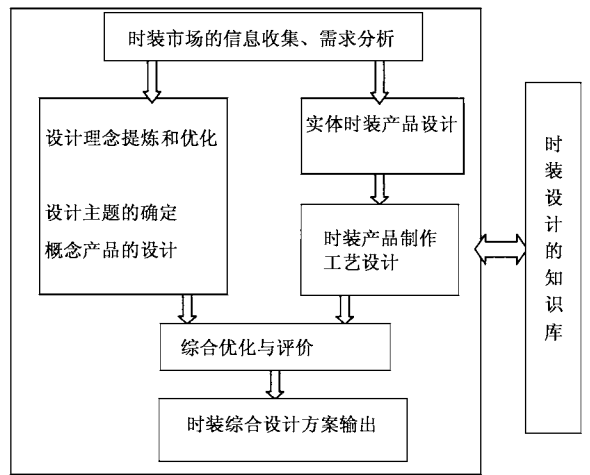 时装市场的信息收集、需求分析
设计理念提炼和优化
设计主题的确定
概念产品的设计
实体时装产品设计
时装产品制作
工艺设计
综合优化与评价
时装综合设计方案输出
时装设计的知识库